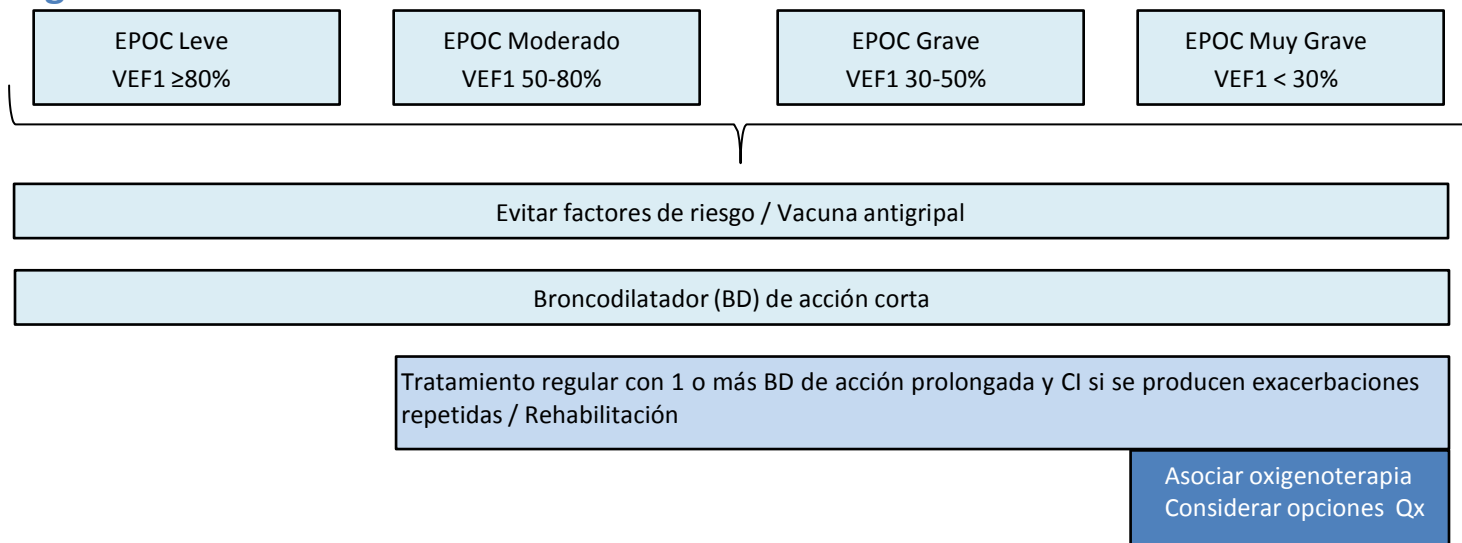 EPOC Leve
VEF1 ≥80%
EPOC Moderado
VEF1 50-80%
EPOC Grave
VEF1 30-50%
EPOC Muy Grave
VEF1 < 30%
Evitar factores de riesgo / Vacuna antigripal
Broncodilatador (BD) de acción corta
Tratamiento regular con 1 o más BD de acción prolongada y CI si se producen exacerbaciones
repetidas / Rehabilitación
Asociar oxigenoterapia
Considerar opciones Qx